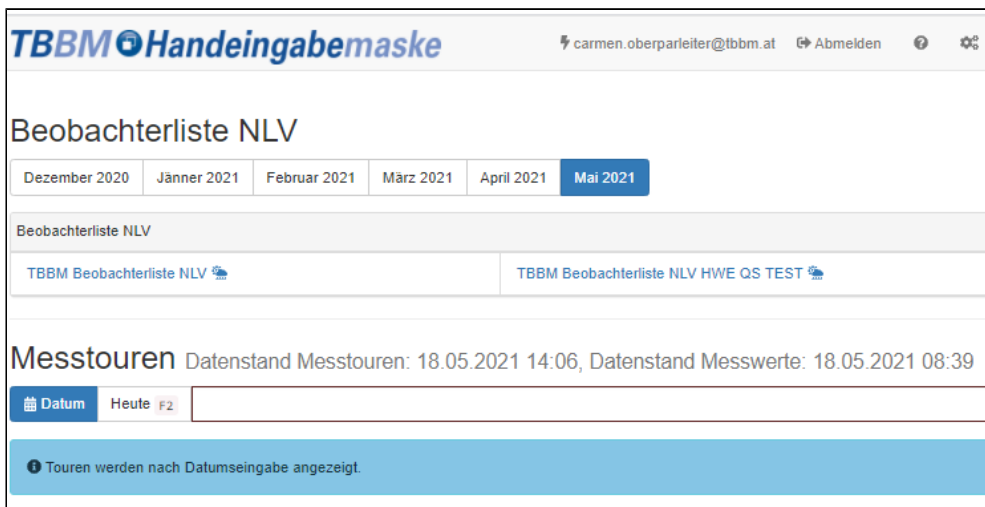 TBBM Handeingabemaske
carmen.oberparleiter@tbbm.at Abmelden
Beobachterliste NLV
Dezember 2020 Jänner 2021 Februar 2021 März 2021 April 2021 Mai 2021
Beobachterliste NLV
TBBM Beobachterliste NLV TBBM Beobachterliste NLV HWE QS TEST
Messtouren Datenstand Messtouren: 18.05.2021 14:06, Datenstand Messwerte: 18.05.2021 08:39
Datum Heute F2
Touren werden nach Datumseingabe angezeigt.